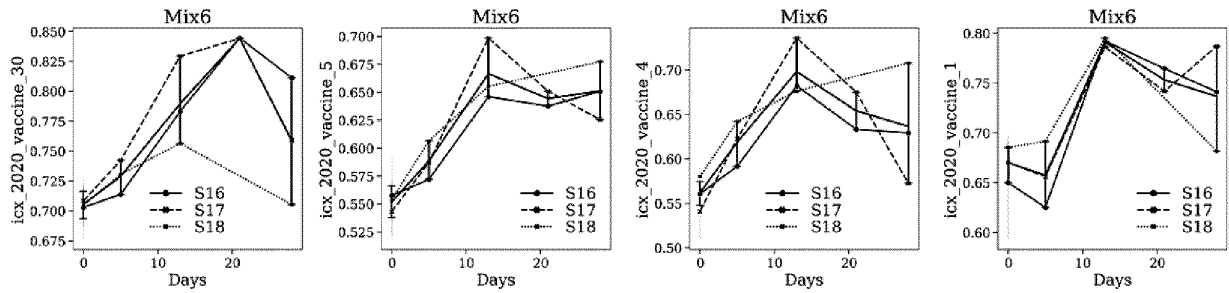 Mix6
icx_2020_vaccine_30
0.850
0.825
0.800
0.775
0.750
0.725
0.700
0.675
S16
S17
S18
0 10 20
Days
Mix6
icx_2020_vaccine_5
0.700
0.675
0.650
0.625
0.600
0.575
0.550
0.525
S16
S17
S18
0 10 20
Days
Mix6
icx_2020_vaccine_4
0.70
0.65
0.60
0.55
0.50
S16
S17
S18
0 10 20
Days
Mix6
icx_2020_vaccine_1
0.80
0.75
0.70
0.65
0.60
S16
S17
S18
0 10 20
Days